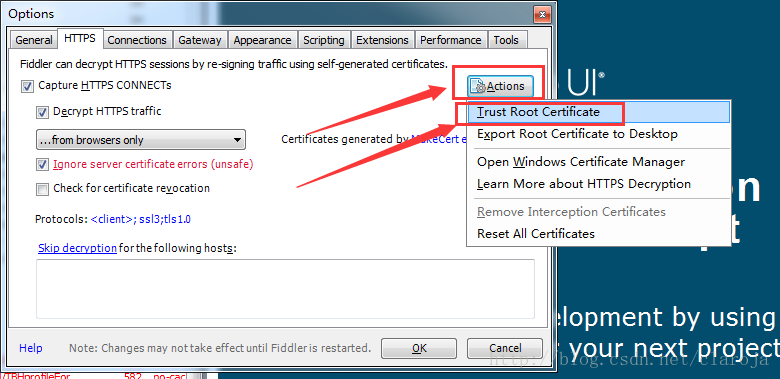 Options
General HTTPS Connections Gateway Appearance Scripting Extensions Performance Tools
Fiddler can decrypt HTTPS sessions by re-signing traffic using self-generated certificates.
Capture HTTPS CONNECTs
Actions
UI®
Decrypt HTTPS traffic
Trust Root Certificate
...from browsers only
Certificates generated by MakeCert e
Export Root Certificate to Desktop
Ignore server certificate errors (unsafe)
Open Windows Certificate Manager
Check for certificate revocation
Learn More about HTTPS Decryption
on
Protocols: <client>; ssl3;tls1.0
Remove Interception Certificates
pt
Skip decryption for the following hosts:
Reset All Certificates
elopment by using
Help Note: Changes may not take effect until Fiddler is restarted. OK Cancel
your next project
http://blog.csdn.net/claroja
582 no-cacl